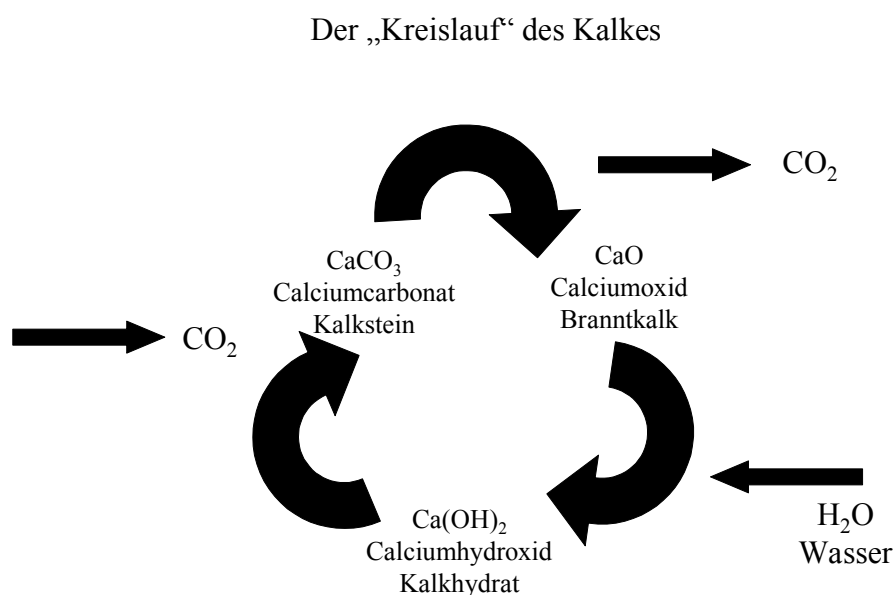 Der „Kreislauf“ des Kalkes
CO₂
CaCO₃
Calciumcarbonat
Kalkstein
CaO
Calciumoxid
Branntkalk
CO₂
Ca(OH)₂
Calciumhydroxid
Kalkhydrat
H₂O
Wasser